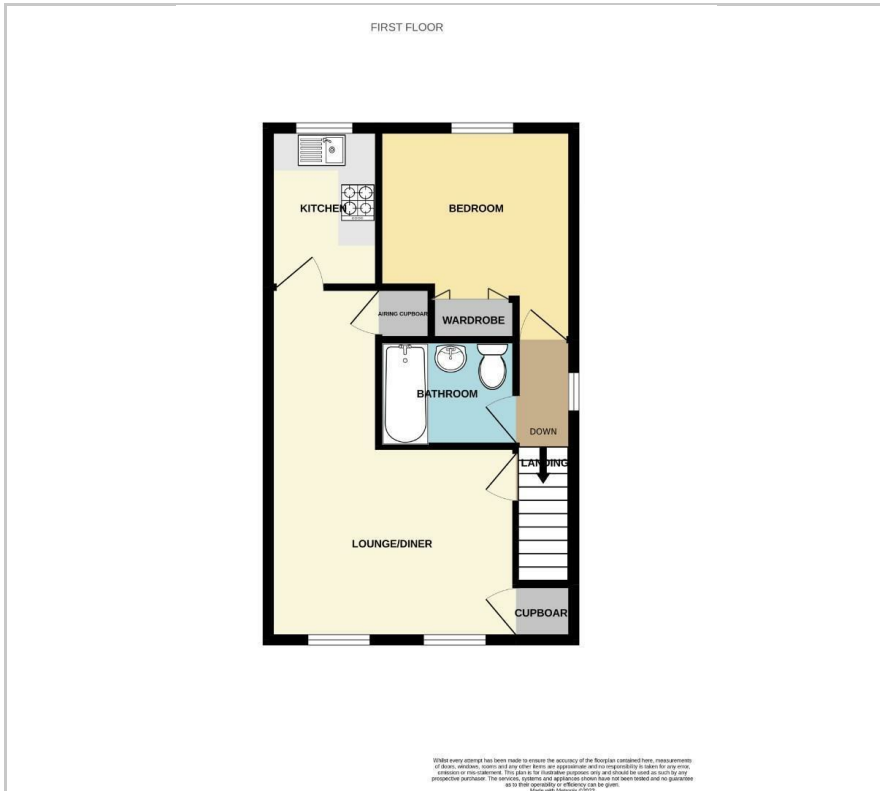 FIRST FLOOR
KITCHEN
BEDROOM
AIRING CUPBOAR
WARDROBE
BATHROOM
DOWN
LANDING
LOUNGE/DINER
CUPBOAR
Whilst every attempt has been made to ensure the accuracy of the floorplan contained here, measurements
of doors, windows, rooms and any other items are approximate and no responsibility is taken for any error,
omission or mis-statement. This plan is for illustrative purposes only and should be used as such by any
prospective purchaser. The services, systems and appliances shown have not been tested and no guarantee
as to their operability or efficiency can be given.
Made with Metropix ©2023